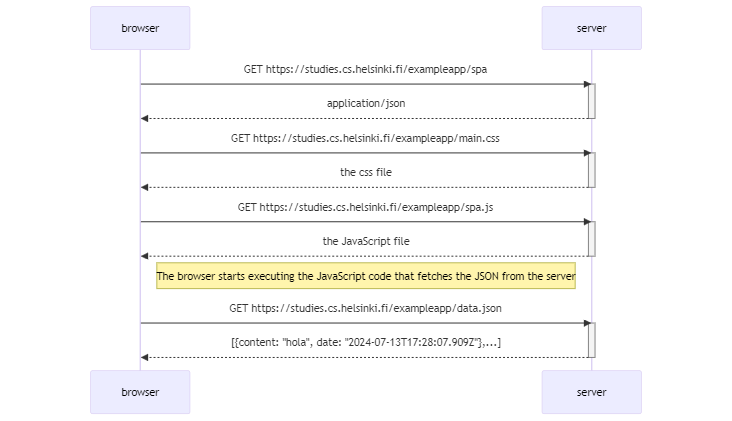 browser server
GET https://studies.cs.helsinki.fi/exampleapp/spa
application/json
GET https://studies.cs.helsinki.fi/exampleapp/main.css
the css file
GET https://studies.cs.helsinki.fi/exampleapp/spa.js
the JavaScript file
The browser starts executing the JavaScript code that fetches the JSON from the server
GET https://studies.cs.helsinki.fi/exampleapp/data.json
[{content: "hola", date: "2024-07-13T17:28:07.909Z"},...]
browser server